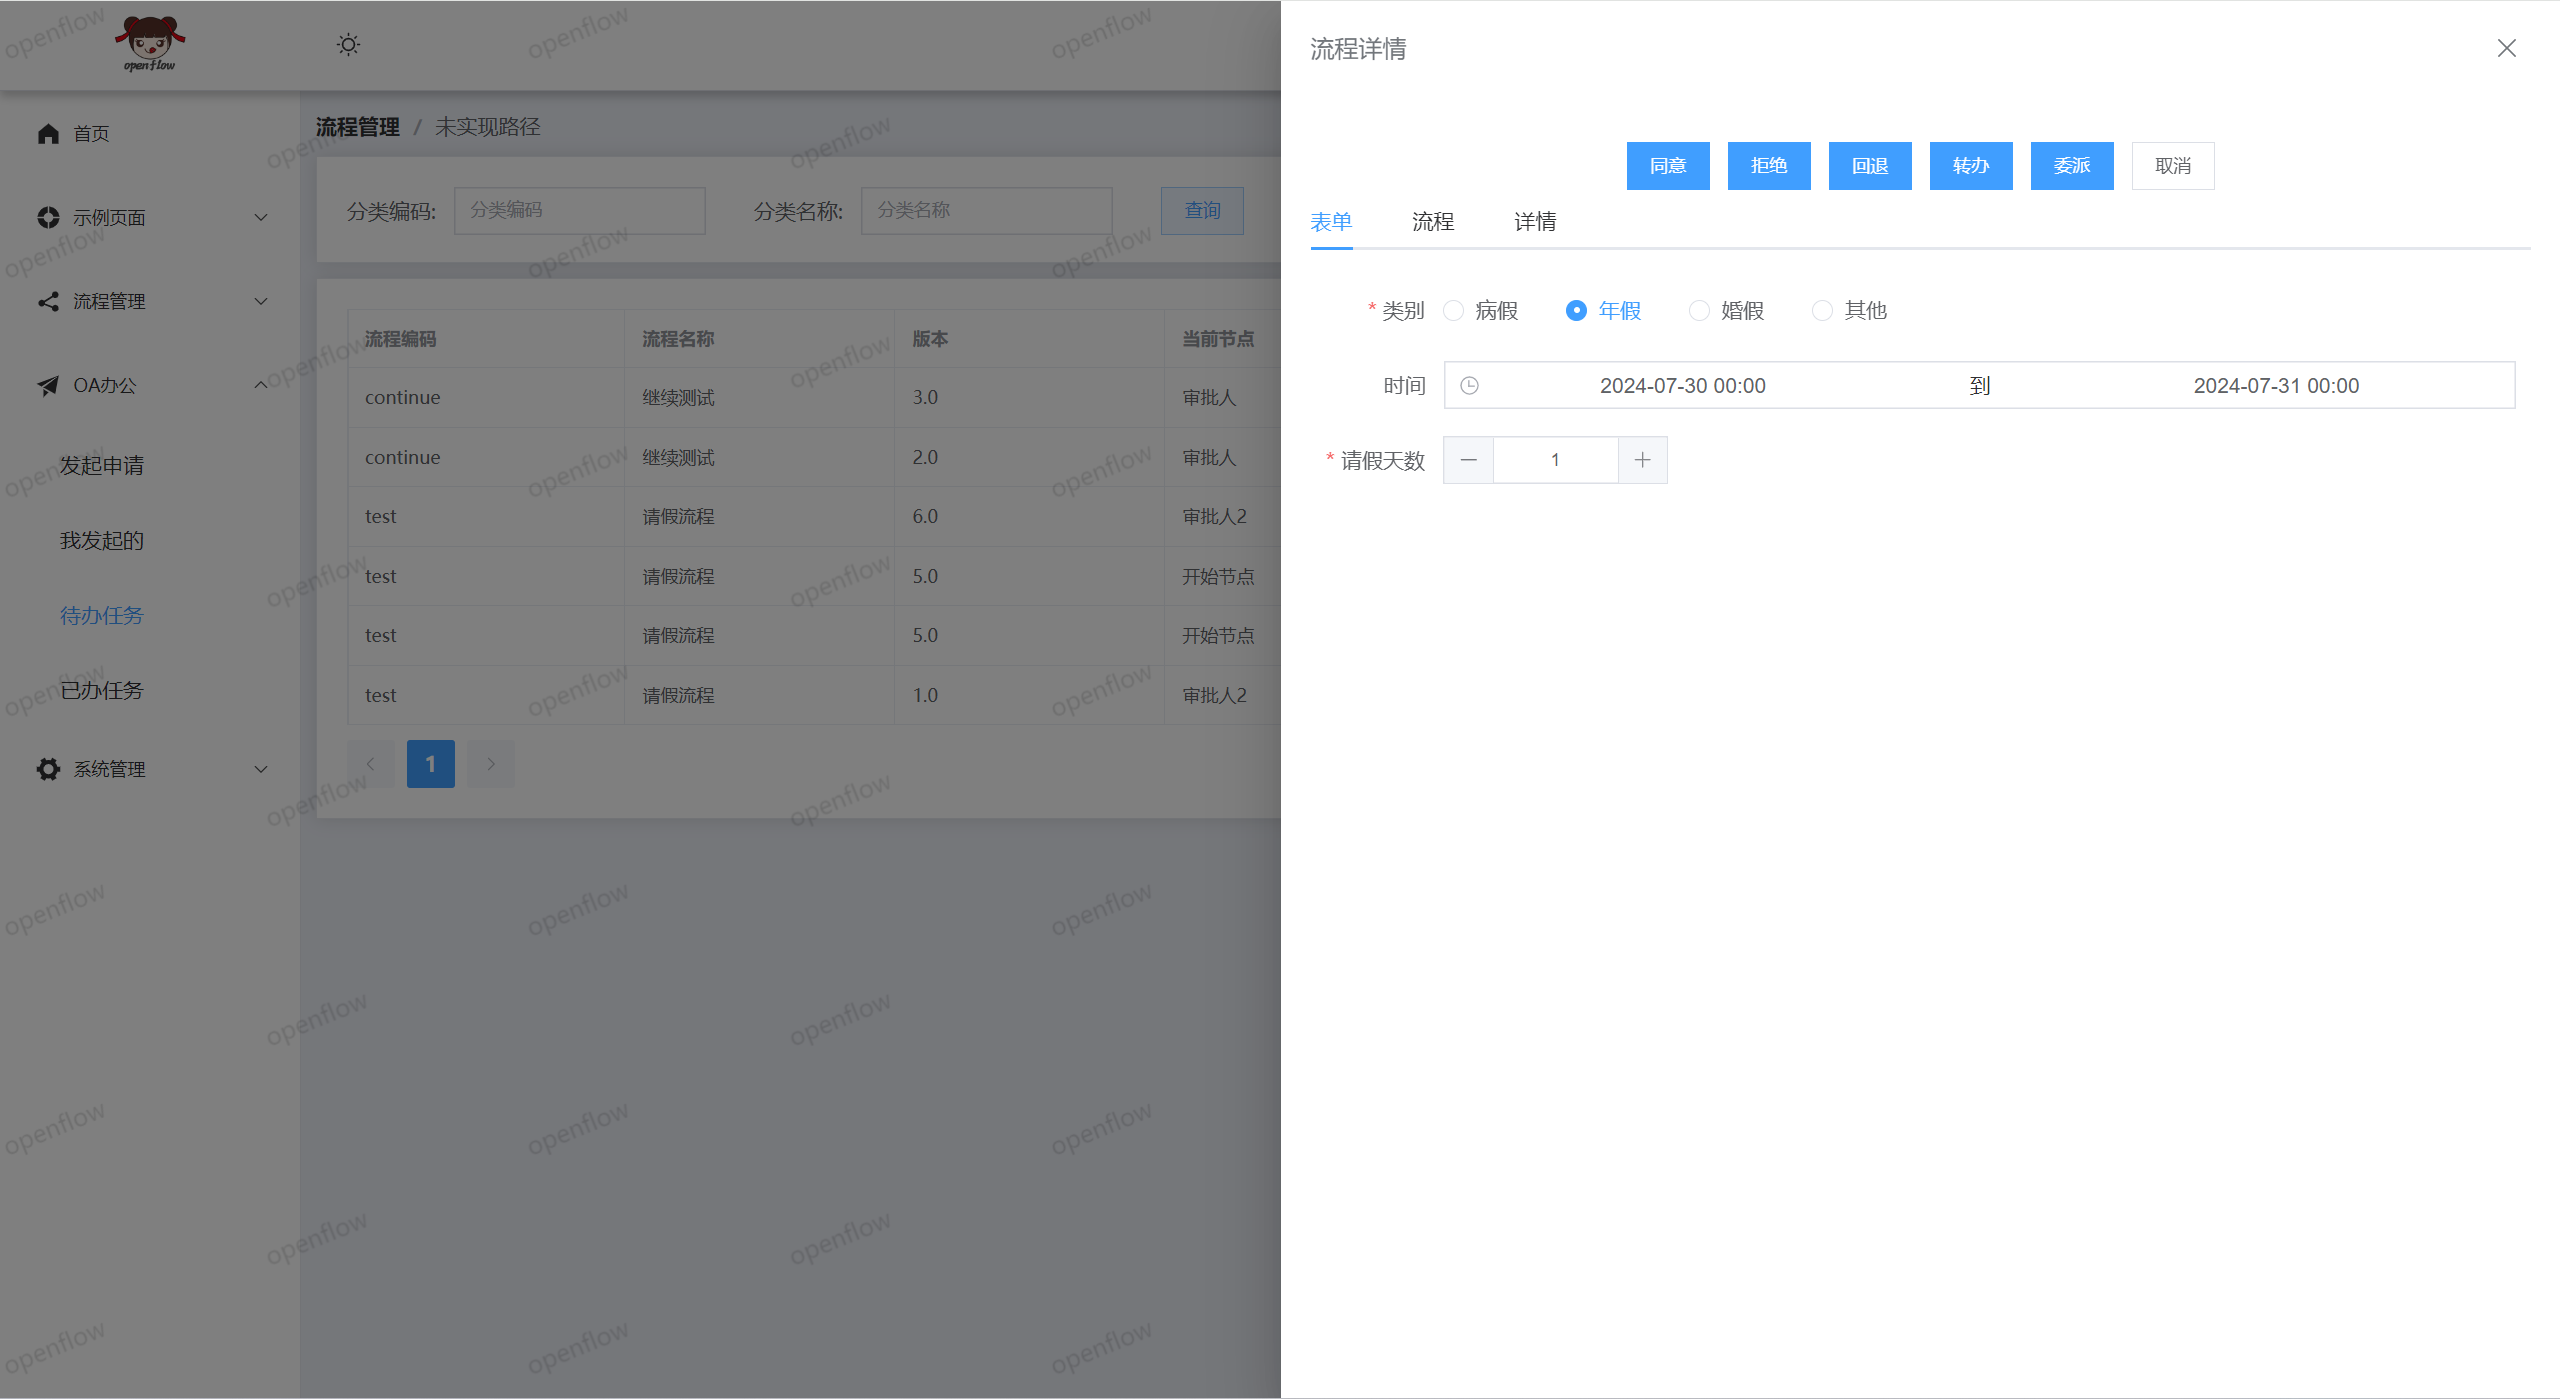 openflow
首页
示例页面
流程管理
OA办公
发起申请
我发起的
待办任务
已办任务
系统管理
流程管理 / 未实现路径
分类编码: 分类编码 分类名称: 分类名称 查询
流程编码 流程名称 版本 当前节点
continue 继续测试 3.0 审批人
continue 继续测试 2.0 审批人
test 请假流程 6.0 审批人2
test 请假流程 5.0 开始节点
test 请假流程 5.0 开始节点
test 请假流程 1.0 审批人2
1
流程详情
同意 拒绝 回退 转办 委派 取消
表单 流程 详情
* 类别 病假 年假 婚假 其他
时间 2024-07-30 00:00 到 2024-07-31 00:00
* 请假天数 1